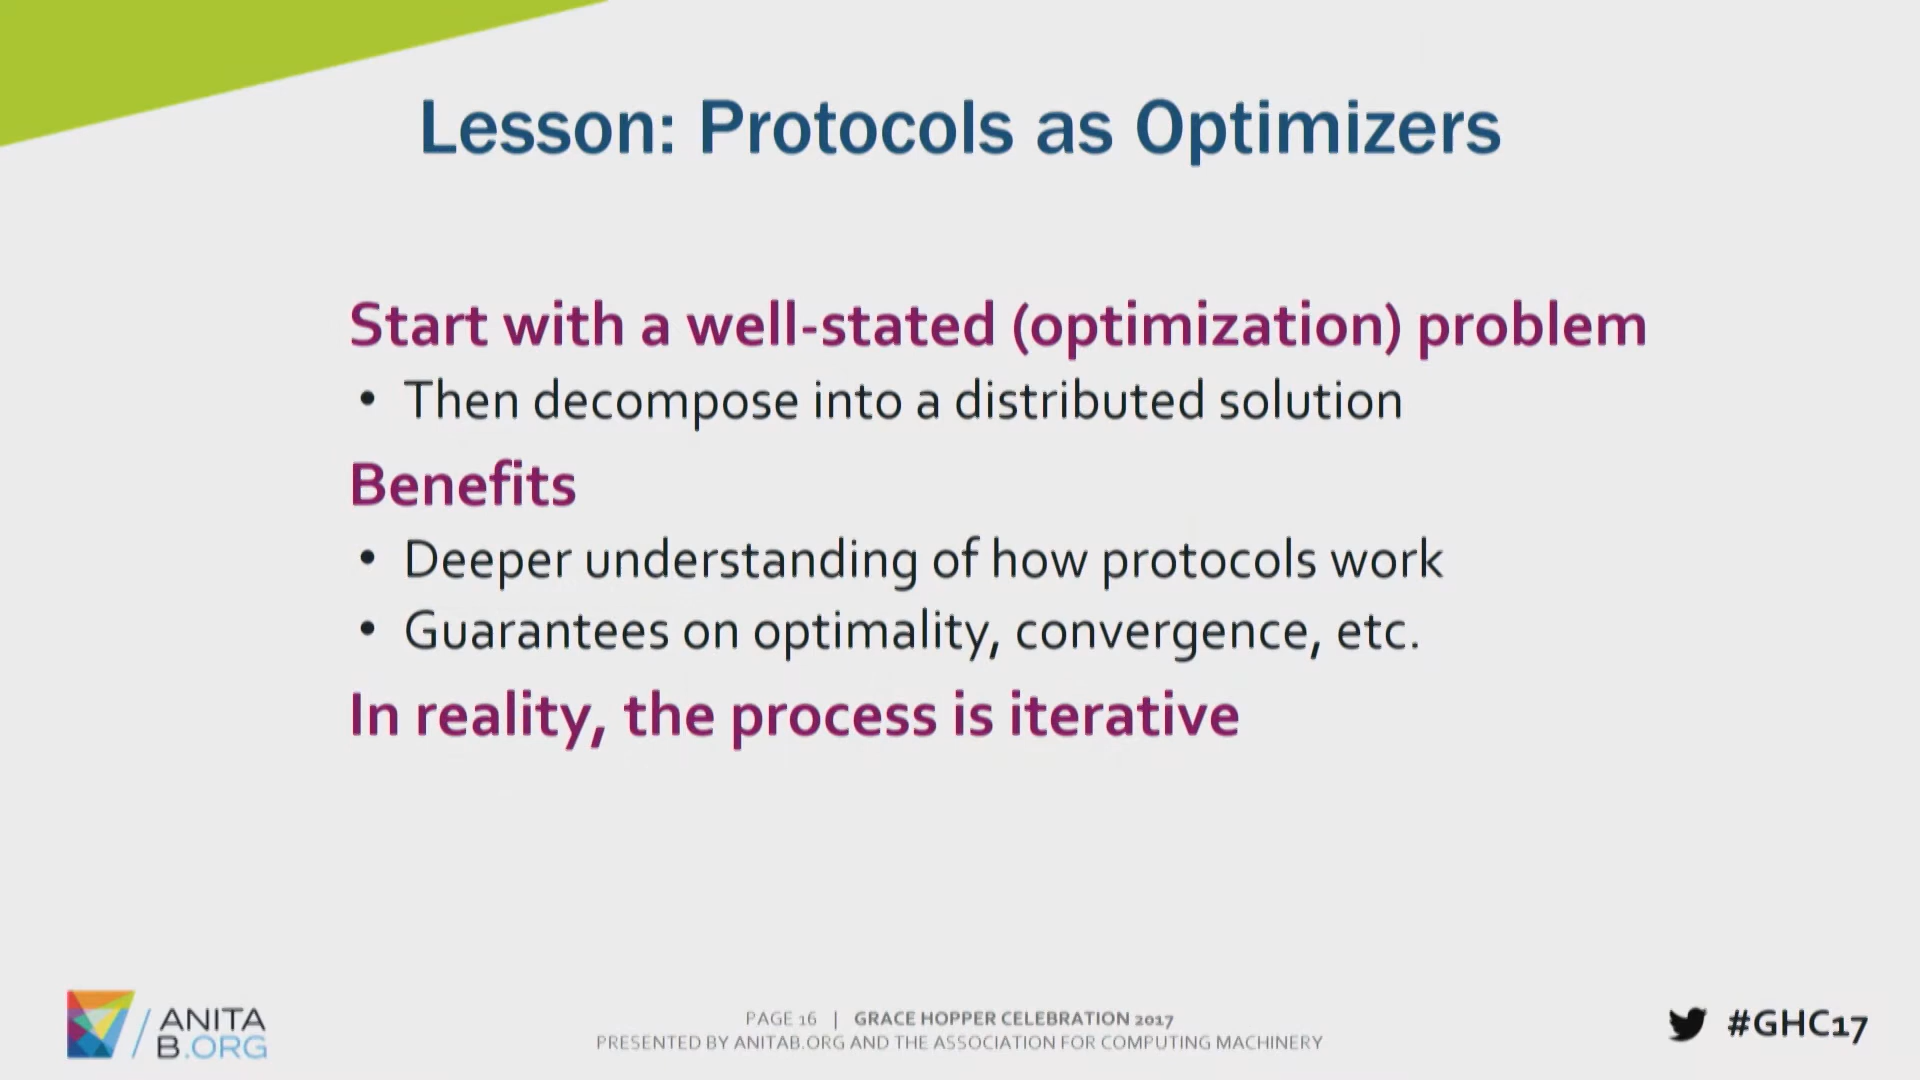 Lesson: Protocols as Optimizers
Start with a well-stated (optimization) problem
• Then decompose into a distributed solution
Benefits
• Deeper understanding of how protocols work
• Guarantees on optimality, convergence, etc.
In reality, the process is iterative
ANITA
B.ORG
PAGE 16 | GRACE HOPPER CELEBRATION 2017
PRESENTED BY ANITAB.ORG AND THE ASSOCIATION FOR COMPUTING MACHINERY
#GHC17